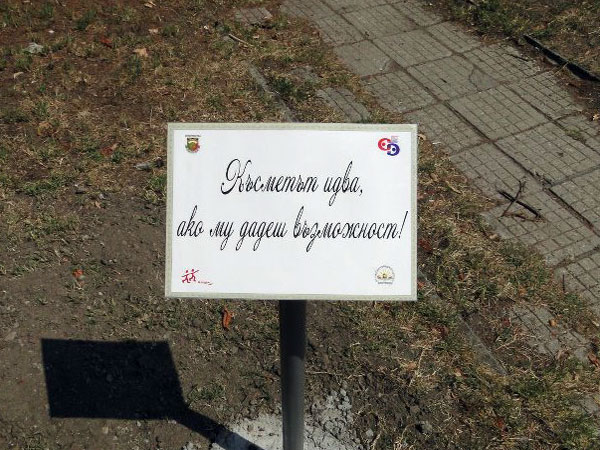 Късметът идва,
ако му дадеш възможност!